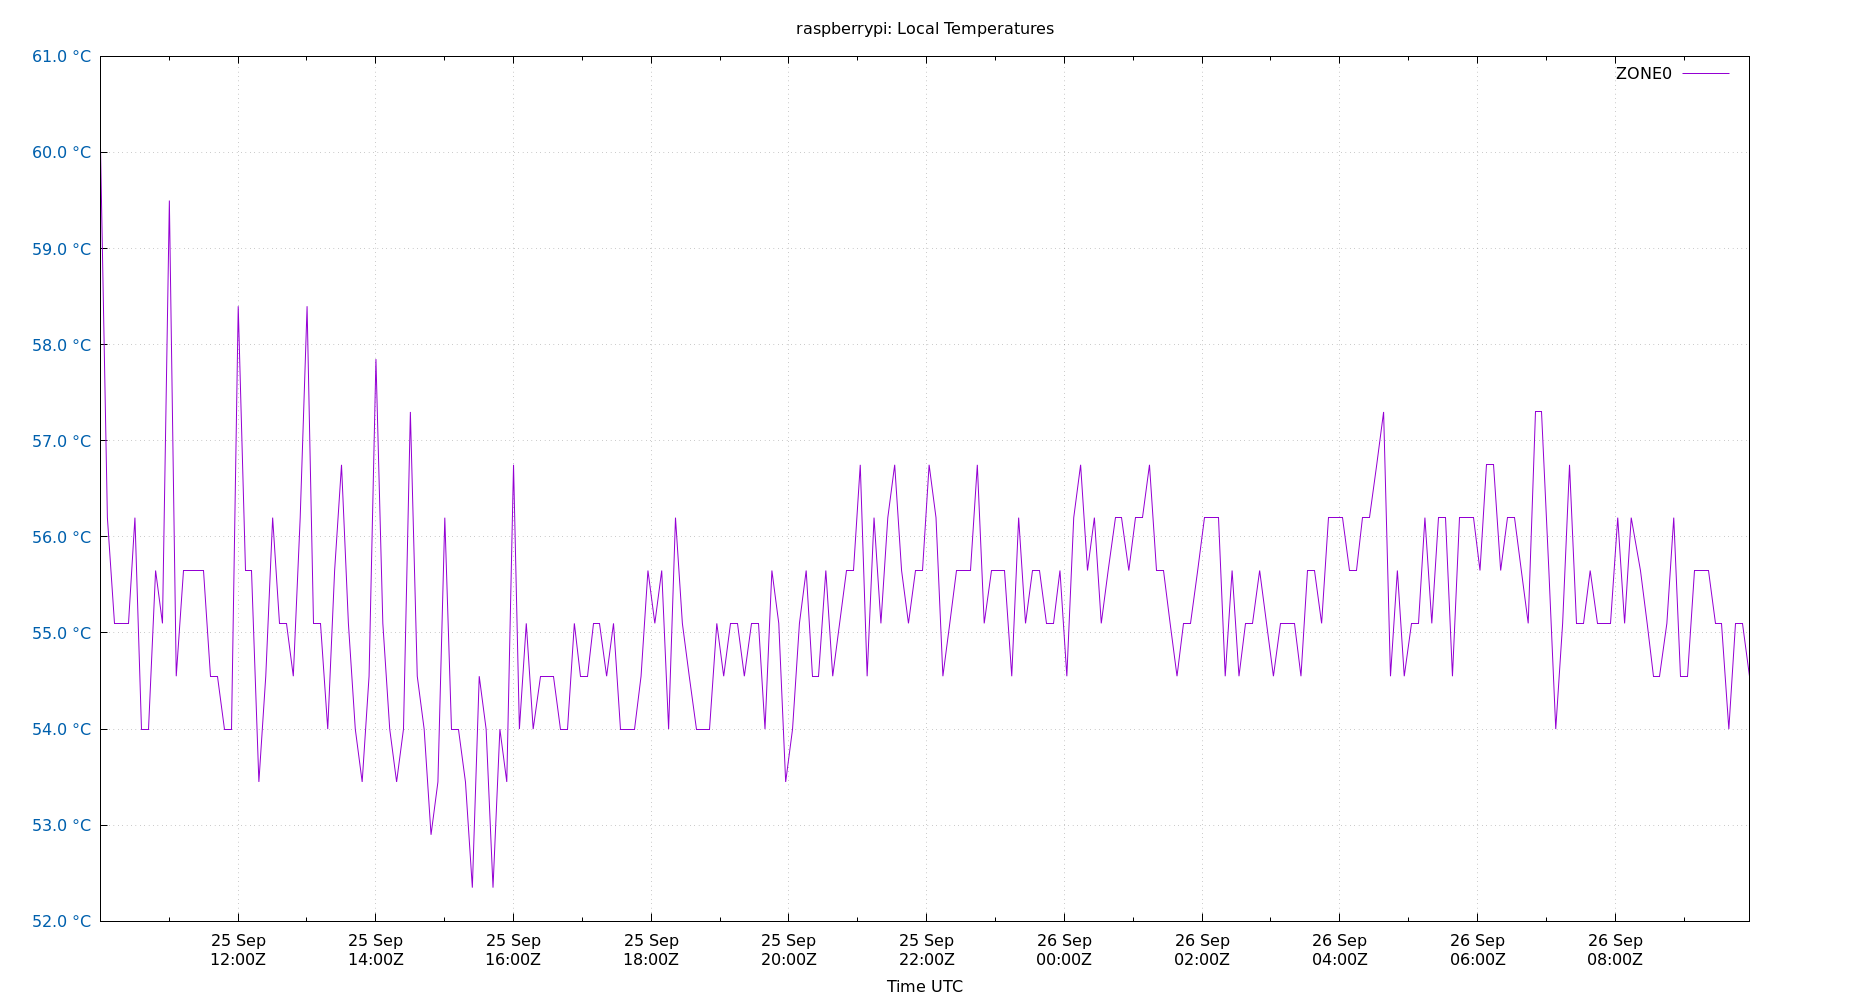 raspberrypi: Local Temperatures
61.0 °C
ZONE0
60.0 °C
59.0 °C
58.0 °C
57.0 °C
56.0 °C
55.0 °C
54.0 °C
53.0 °C
52.0 °C
25 Sep 25 Sep 25 Sep 25 Sep 25 Sep 25 Sep 26 Sep 26 Sep 26 Sep 26 Sep 26 Sep
12:00Z 14:00Z 16:00Z 18:00Z 20:00Z 22:00Z 00:00Z 02:00Z 04:00Z 06:00Z 08:00Z
Time UTC